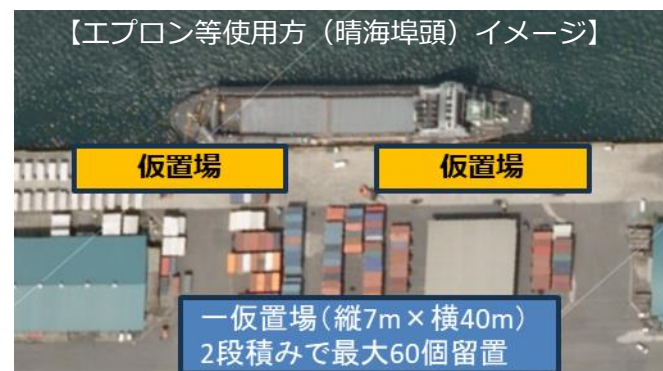 【エプロン等使用方（晴海埠頭）イメージ】
仮置場
仮置場
一仮置場（縦7m×横40m）
2段積みで最大60個留置